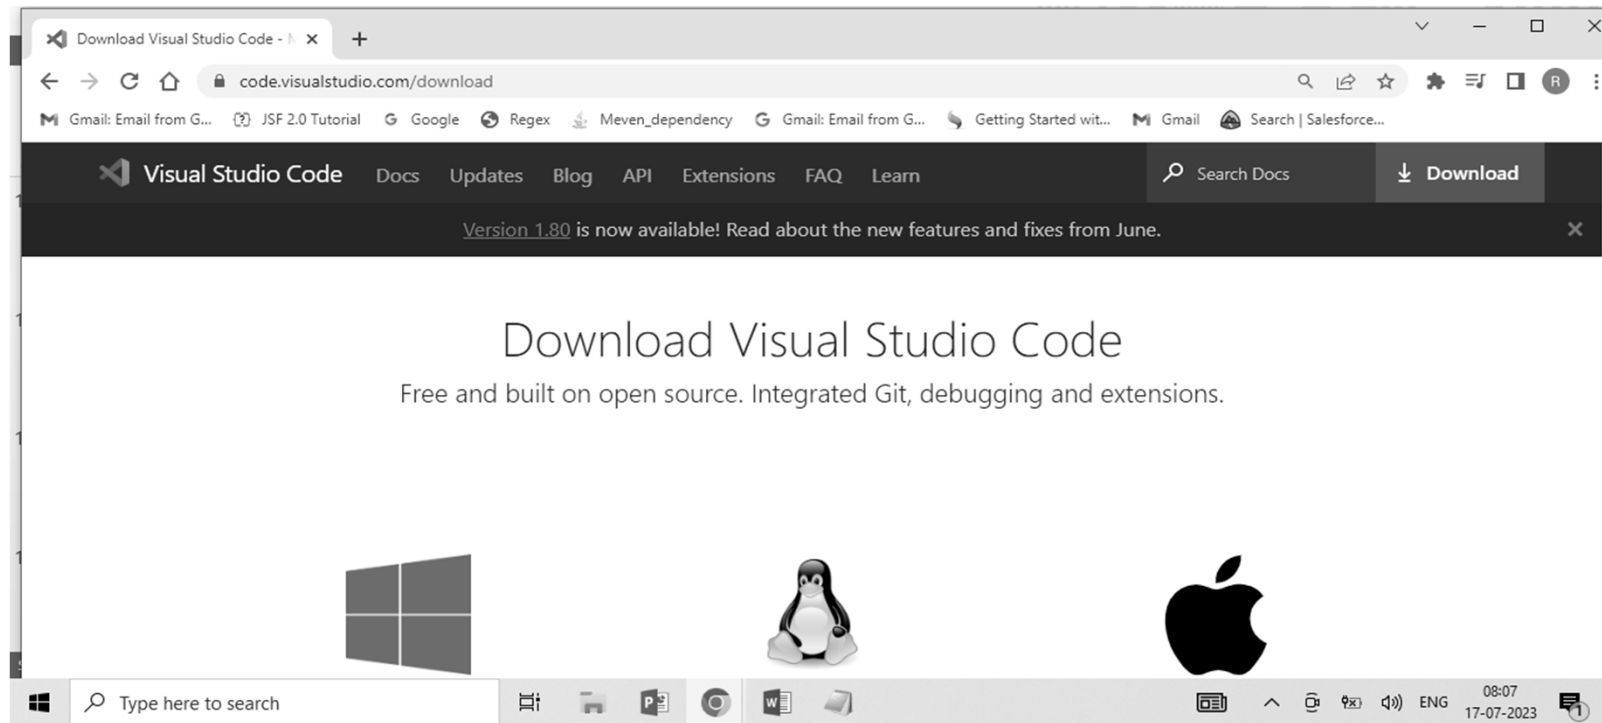 Download Visual Studio Code - M
code.visualstudio.com/download
R
Gmail: Email from G... JSF 2.0 Tutorial Google Regex Meven_dependency Gmail: Email from G... Getting Started wit... Gmail Search | Salesforce...
Visual Studio Code Docs Updates Blog API Extensions FAQ Learn Search Docs Download
Version 1.80 is now available! Read about the new features and fixes from June.
Download Visual Studio Code
Free and built on open source. Integrated Git, debugging and extensions.
Type here to search
ENG
08:07
17-07-2023
1